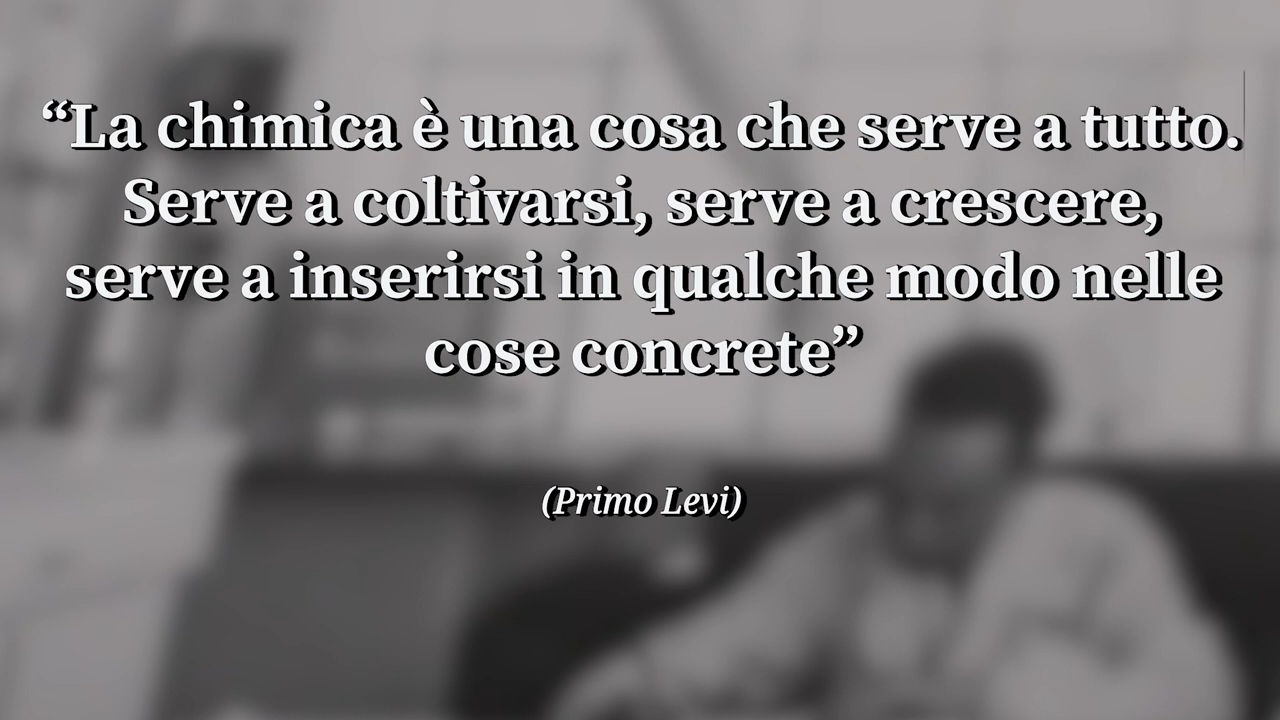 “La chimica è una cosa che serve a tutto.
Serve a coltivarsi, serve a crescere,
serve a inserirsi in qualche modo nelle
cose concrete”
(Primo Levi)